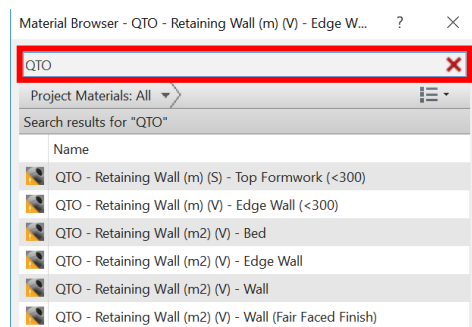 Material Browser - QTO - Retaining Wall (m) (V) - Edge W... ?
QTO
Project Materials: All
Search results for "QTO"
Name
QTO - Retaining Wall (m) (S) - Top Formwork (<300)
QTO - Retaining Wall (m) (V) - Edge Wall (<300)
QTO - Retaining Wall (m2) (V) - Bed
QTO - Retaining Wall (m2) (V) - Edge Wall
QTO - Retaining Wall (m2) (V) - Wall
QTO - Retaining Wall (m2) (V) - Wall (Fair Faced Finish)